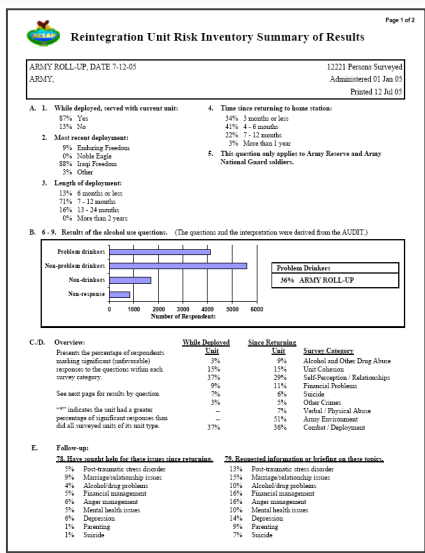 Page 1 of 2
ACSAP
Reintegration Unit Risk Inventory Summary of Results
ARMY ROLL-UP, DATE 7-12-05 12221 Persons Surveyed
ARMY, Administered 01 Jan 05
Printed 12 Jul 05
A. 1. While deployed, served with current unit:
87% Yes
13% No
2. Most recent deployment:
9% Enduring Freedom
0% Noble Eagle
88% Iraqi Freedom
3% Other
3. Length of deployment:
13% 6 months or less
71% 7 - 12 months
16% 13 - 24 months
0% More than 2 years
4. Time since returning to home station:
34% 3 months or less
41% 4 - 6 months
22% 7 - 12 months
3% More than 1 year
5. This question only applies to Army Reserve and Army
National Guard soldiers.
B. 6 - 9. Results of the alcohol use questions. (The questions and the interpretation were derived from the AUDIT.)
Problem drinkers
Non-problem drinkers
Non-drinkers
Non-response
0 1000 2000 3000 4000 5000 6000
Number of Respondents
Problem Drinkers
36% ARMY ROLL-UP
C./D. Overview:
Presents the percentage of respondents
marking significant (unfavorable)
responses to the questions within each
survey category.
See next page for results by question.
"*" indicates the unit had a greater
percentage of significant responses than
did all surveyed units of its unit type.
While Deployed Since Returning
Unit Unit Survey Category
3% 9% Alcohol and Other Drug Abuse
15% 15% Unit Cohesion
37% 29% Self-Perception / Relationships
9% 11% Financial Problems
7% 6% Suicide
3% 5% Other Crimes
-- 7% Verbal / Physical Abuse
-- 51% Army Environment
37% 36% Combat / Deployment
E. Follow-up:
78. Have sought help for these issues since returning.
5% Post-traumatic stress disorder
9% Marriage/relationship issues
4% Alcohol/drug problems
5% Financial management
6% Anger management
5% Mental health issues
6% Depression
1% Parenting
1% Suicide
79. Requested information or briefing on these topics.
13% Post-traumatic stress disorder
15% Marriage/relationship issues
10% Alcohol/drug problems
16% Financial management
16% Anger management
10% Mental health issues
14% Depression
9% Parenting
7% Suicide